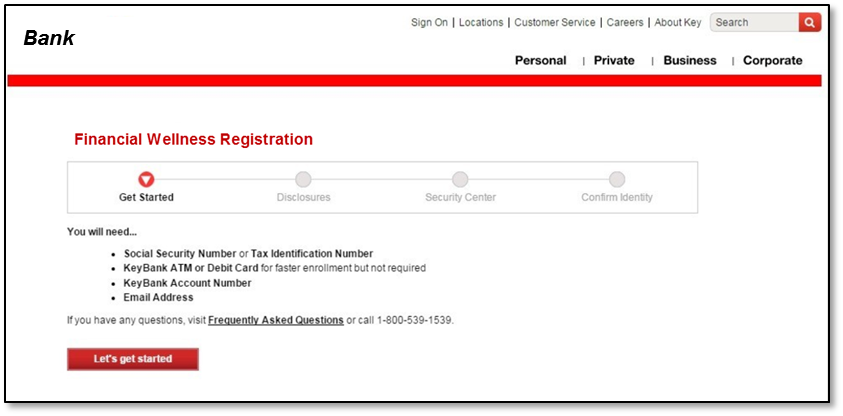 Sign On | Locations | Customer Service | Careers | About Key Search
Bank
Personal | Private | Business | Corporate
Financial Wellness Registration
Get Started Disclosures Security Center Confirm Identity
You will need...
• Social Security Number or Tax Identification Number
• KeyBank ATM or Debit Card for faster enrollment but not required
• KeyBank Account Number
• Email Address
If you have any questions, visit Frequently Asked Questions or call 1-800-539-1539.
Let's get started